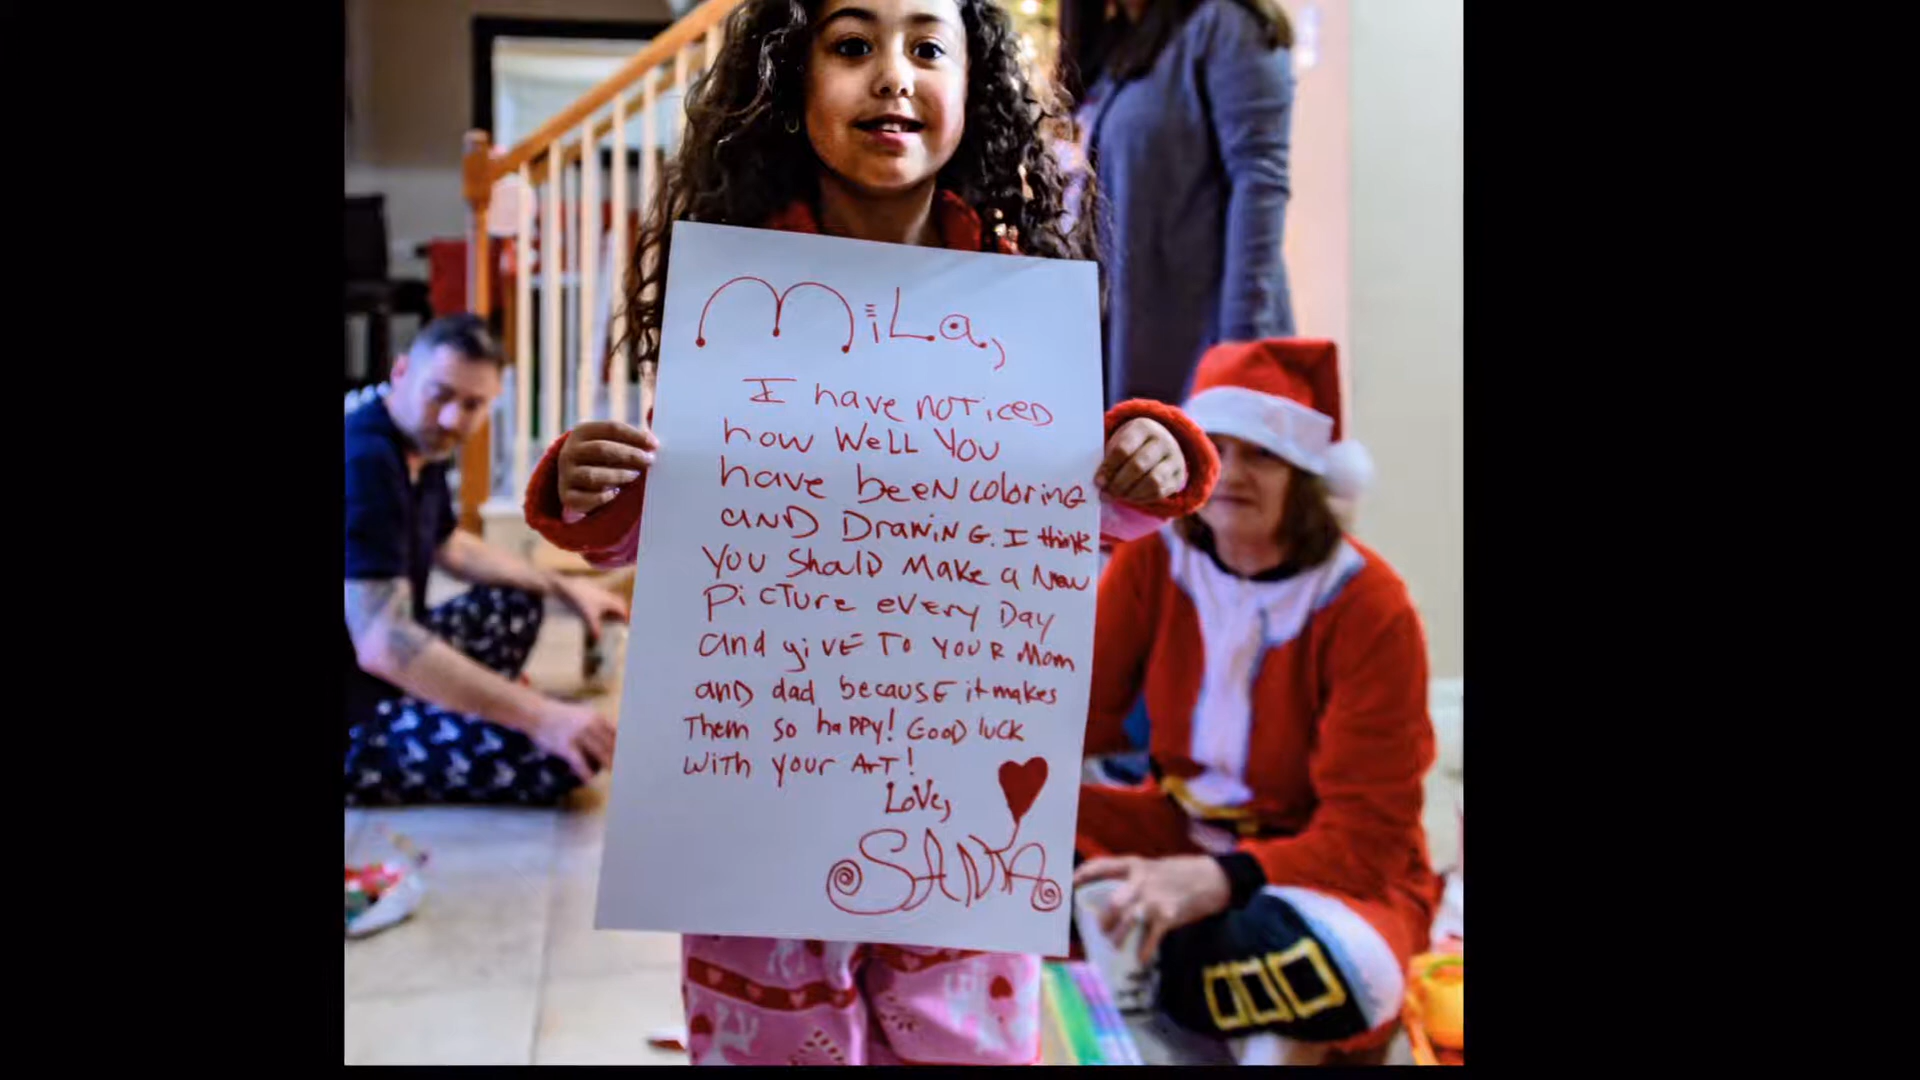 MiLa,
I have noTiceD
how WeLL You
have beeN coloring
AND DrawiNG. I think
You ShoulD Make a New
PicTure every Day
and giVE To YOUR Mom
anD dad becausE it makes
Them so happy! GooD luck
With your ArT!
LoVe,
SANTA